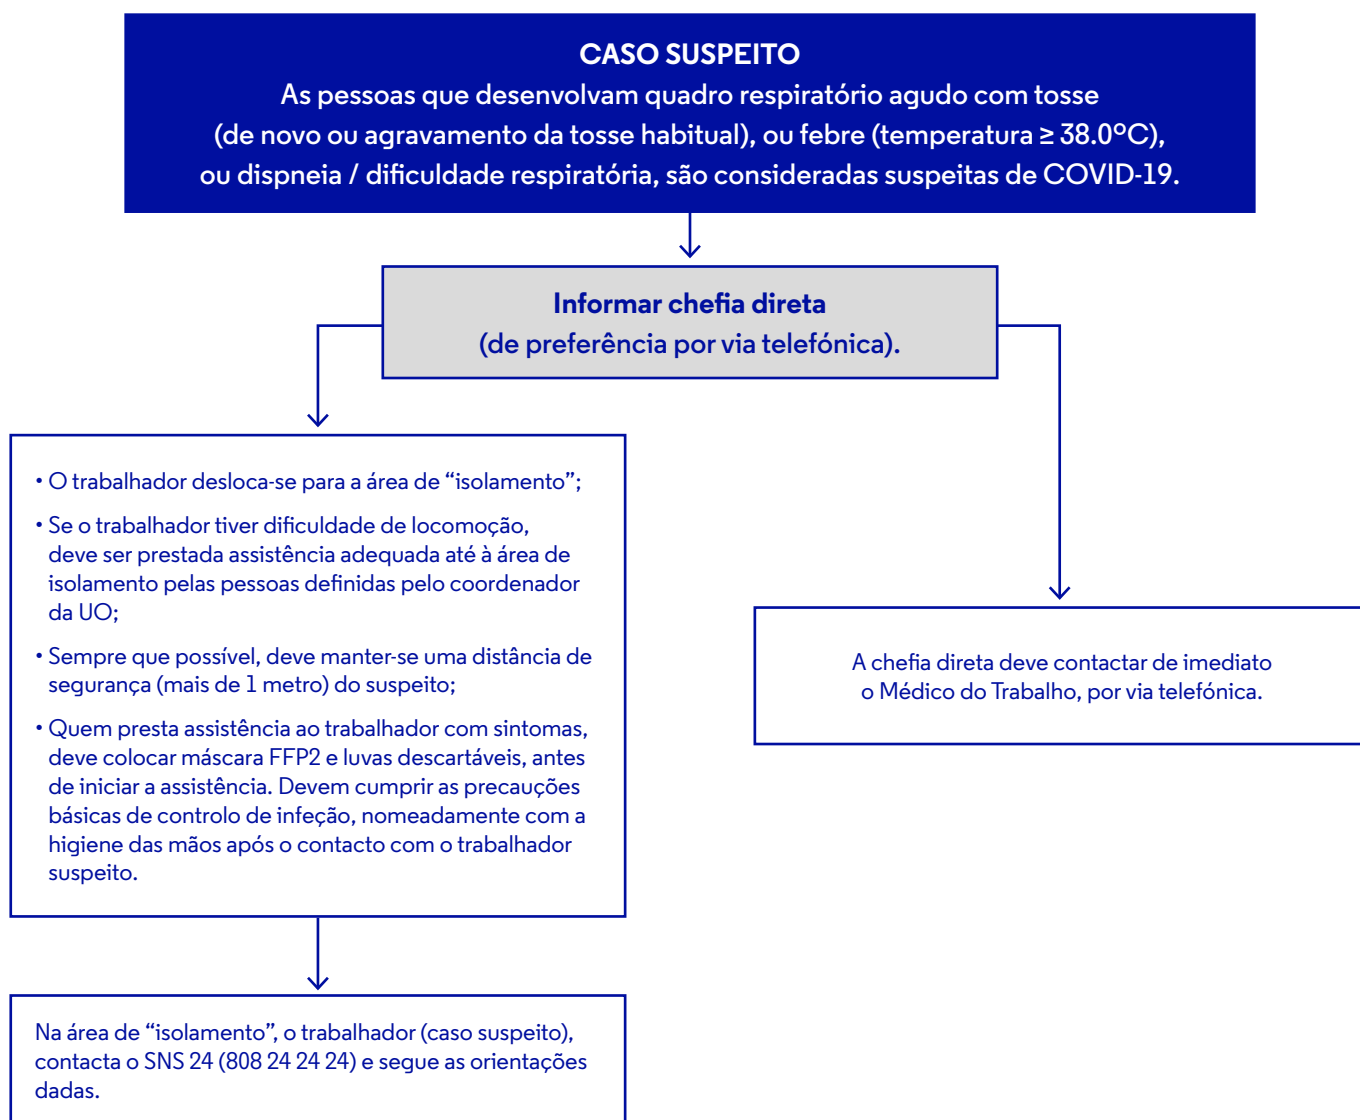 CASO SUSPEITO
As pessoas que desenvolvam quadro respiratório agudo com tosse
(de novo ou agravamento da tosse habitual), ou febre (temperatura ≥ 38.0ºC),
ou dispneia / dificuldade respiratória, são consideradas suspeitas de COVID-19.
Informar chefia direta
(de preferência por via telefónica).
• O trabalhador desloca-se para a área de “isolamento”;
• Se o trabalhador tiver dificuldade de locomoção,
deve ser prestada assistência adequada até à área de
isolamento pelas pessoas definidas pelo coordenador
da UO;
• Sempre que possível, deve manter-se uma distância de
segurança (mais de 1 metro) do suspeito;
• Quem presta assistência ao trabalhador com sintomas,
deve colocar máscara FFP2 e luvas descartáveis, antes
de iniciar a assistência. Devem cumprir as precauções
básicas de controlo de infeção, nomeadamente com a
higiene das mãos após o contacto com o trabalhador
suspeito.
A chefia direta deve contactar de imediato
o Médico do Trabalho, por via telefónica.
Na área de “isolamento”, o trabalhador (caso suspeito),
contacta o SNS 24 (808 24 24 24) e segue as orientações
dadas.